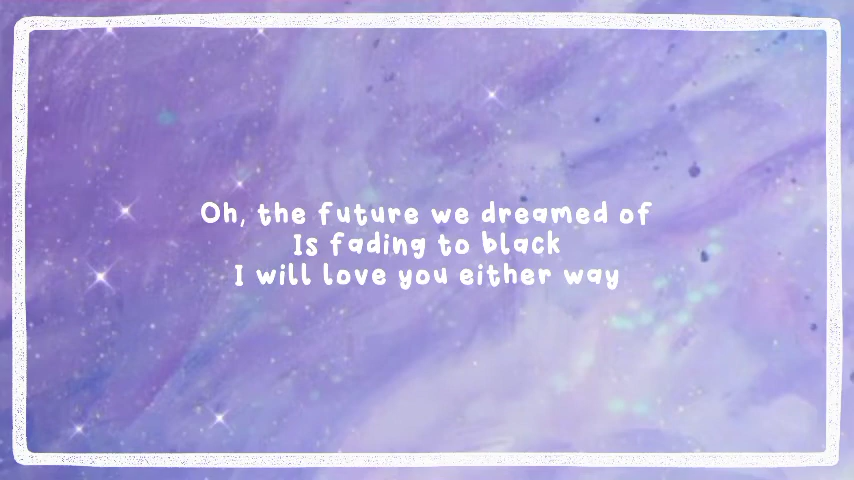 Oh, the future we dreamed of
Is fading to black
I will love you either way